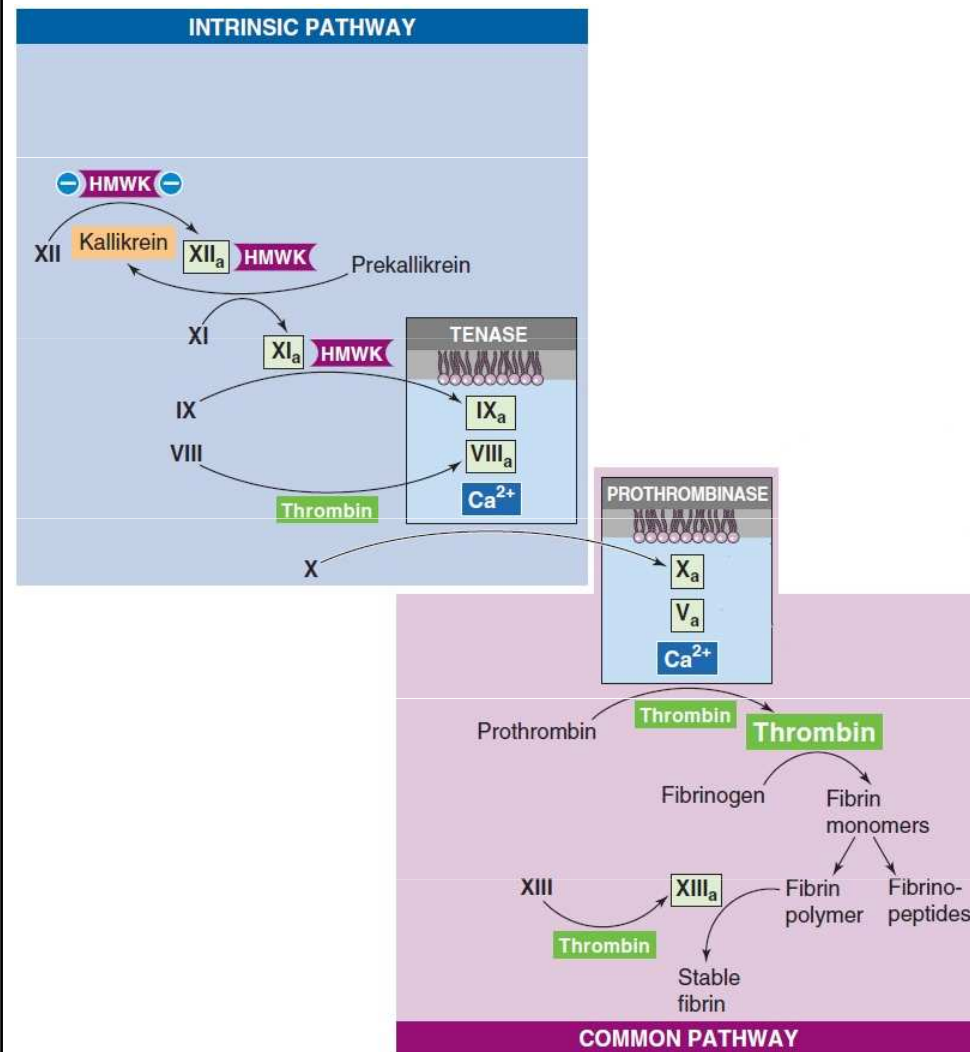 INTRINSIC PATHWAY
− HMWK −
XII
Kallikrein
XIIa
HMWK
Prekallikrein
XI
XIa
HMWK
TENASE
IX
IXa
VIII
VIIIa
Thrombin
Ca2+
X
PROTHROMBINASE
Xa
Va
Ca2+
Prothrombin
Thrombin
Thrombin
Fibrinogen
Fibrin
monomers
XIII
XIIIa
Thrombin
Fibrin
polymer
Fibrino-
peptides
Stable
fibrin
COMMON PATHWAY